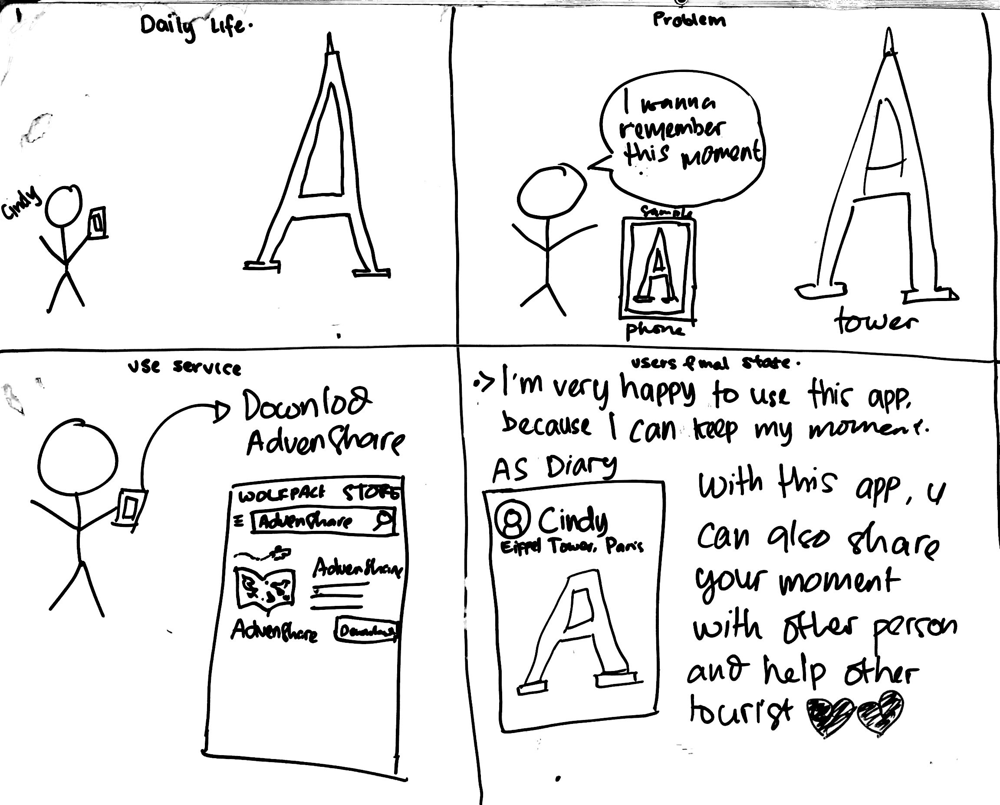 Daily Life.
Cindy
Problem
I wanna
remember
this moment
sample
phone
tower
use service
Downlod
Advenshare
WOLFPACK STORE
Advenshare
Advenshare
Advenshare
Download
users final state.
I'm very happy to use this app,
because I can keep my moment.
AS Diary
Cindy
Eiffel Tower, Paris
with this app, u
can also share
your moment
with other person
and help other
tourist